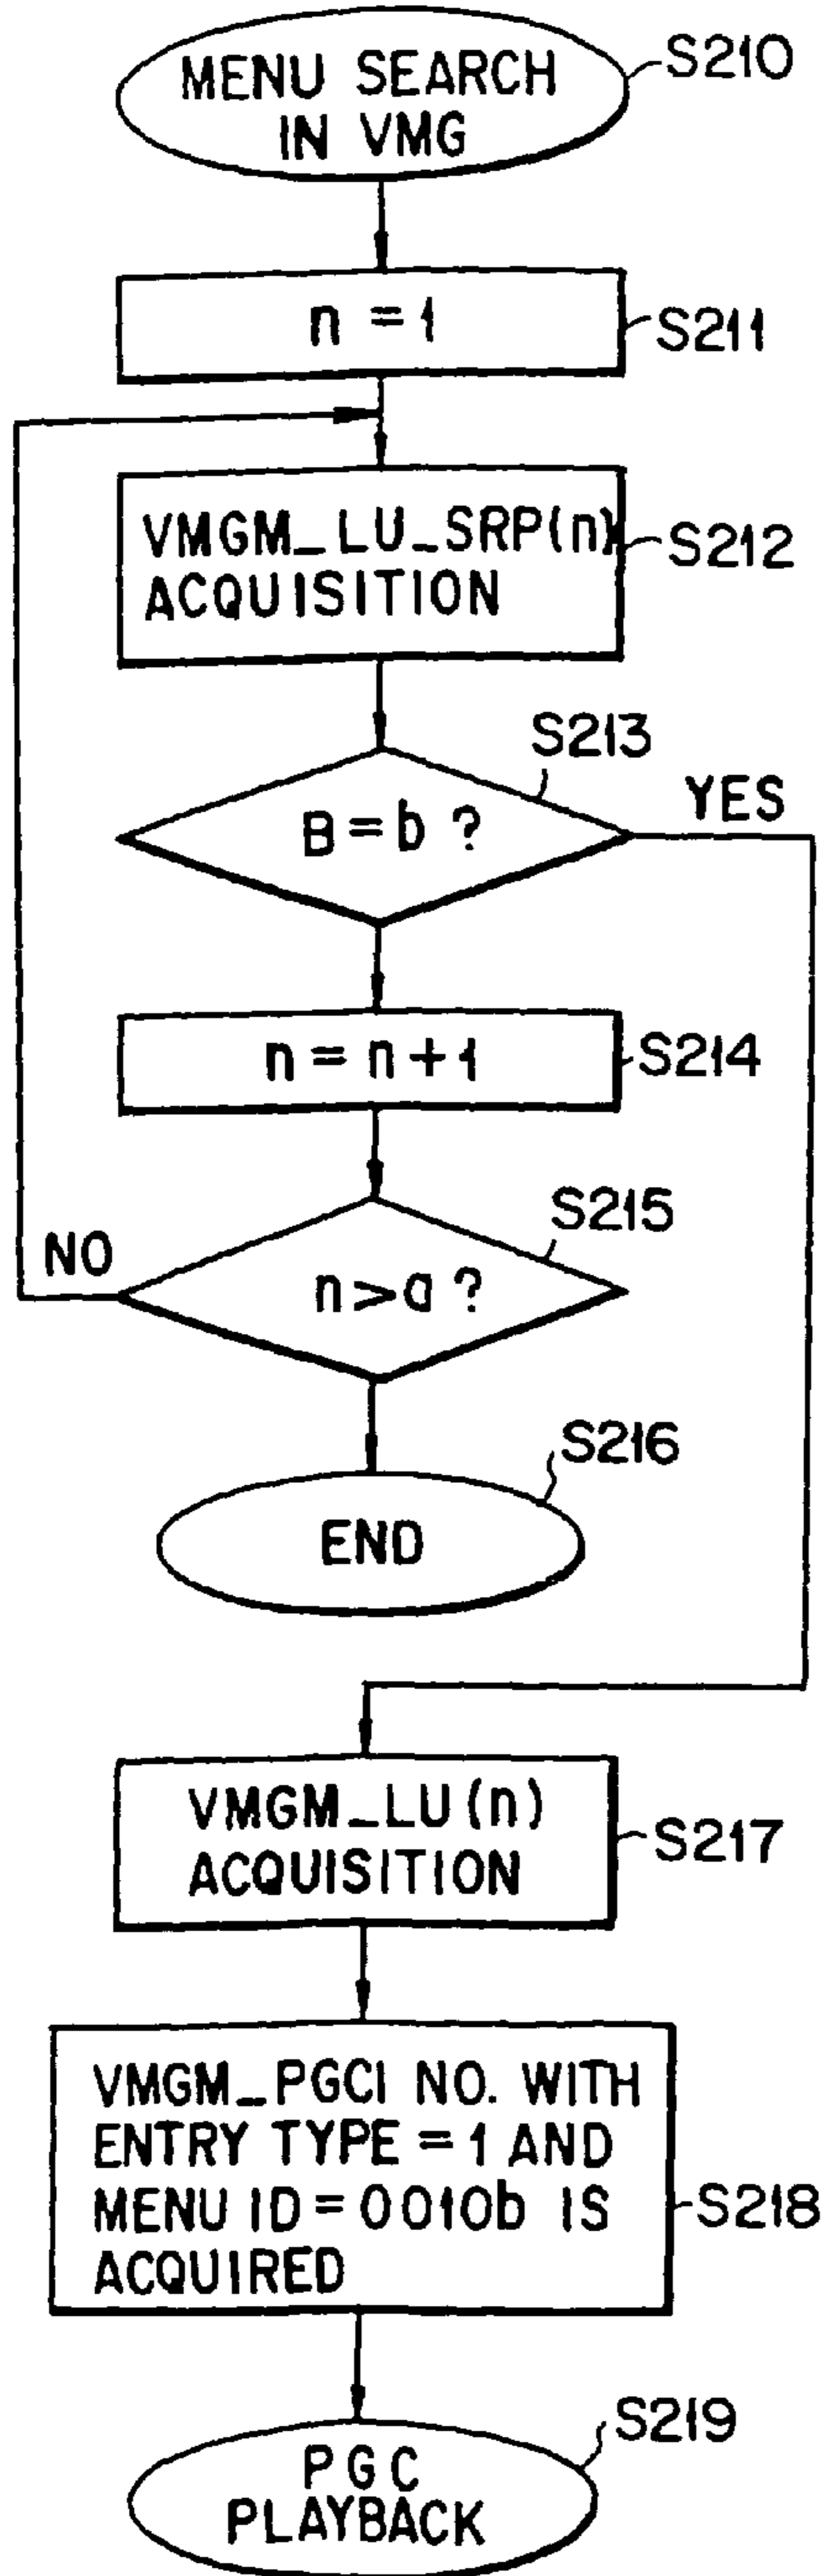 MENU SEARCH
IN VMG
S210
n = 1
S211
VMGM_LU_SRP(n)
ACQUISITION
S212
S213
B = b ?
YES
n = n + 1
S214
S215
NO
n > a ?
S216
END
VMGM_LU (n)
ACQUISITION
S217
VMGM_PGCI NO. WITH
ENTRY TYPE = 1 AND
MENU ID = 0010b IS
ACQUIRED
S218
S219
PGC
PLAYBACK